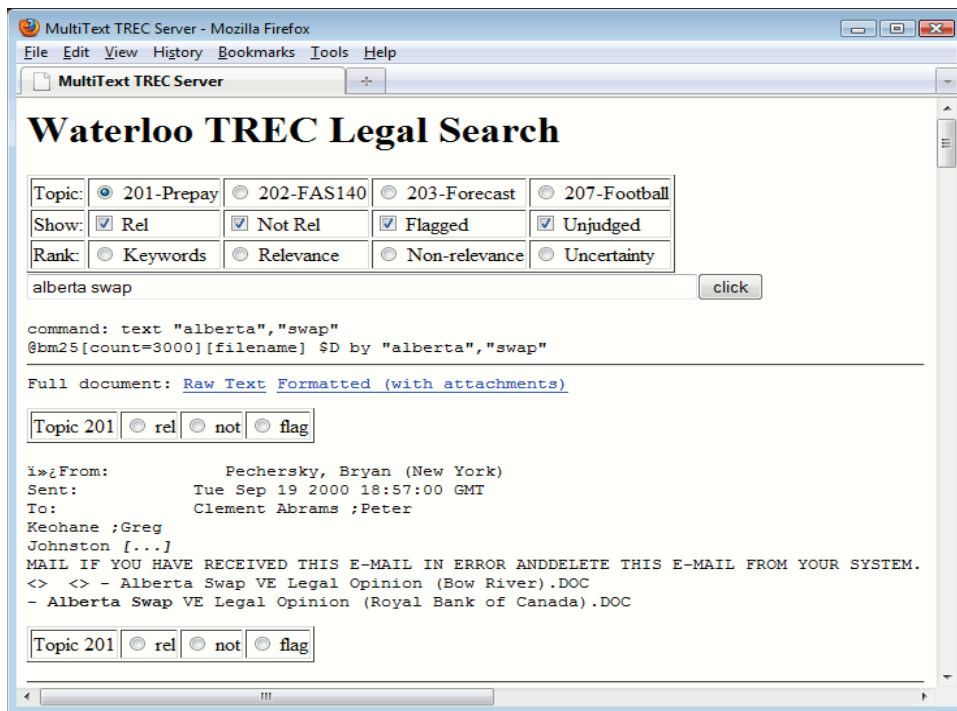 MultiText TREC Server - Mozilla Firefox
File Edit View History Bookmarks Tools Help
MultiText TREC Server
Waterloo TREC Legal Search
Topic: 201-Prepay 202-FAS140 203-Forecast 207-Football
Show: Rel Not Rel Flagged Unjudged
Rank: Keywords Relevance Non-relevance Uncertainty
alberta swap click
command: text "alberta","swap"
@bm25[count=3000][filename] $D by "alberta","swap"
Full document: Raw Text Formatted (with attachments)
Topic 201 rel not flag
ï»¿From: Pechersky, Bryan (New York)
Sent: Tue Sep 19 2000 18:57:00 GMT
To: Clement Abrams ;Peter
Keohane ;Greg
Johnston [...]
MAIL IF YOU HAVE RECEIVED THIS E-MAIL IN ERROR ANDDELETE THIS E-MAIL FROM YOUR SYSTEM.
<> <> - Alberta Swap VE Legal Opinion (Bow River).DOC
- Alberta Swap VE Legal Opinion (Royal Bank of Canada).DOC
Topic 201 rel not flag